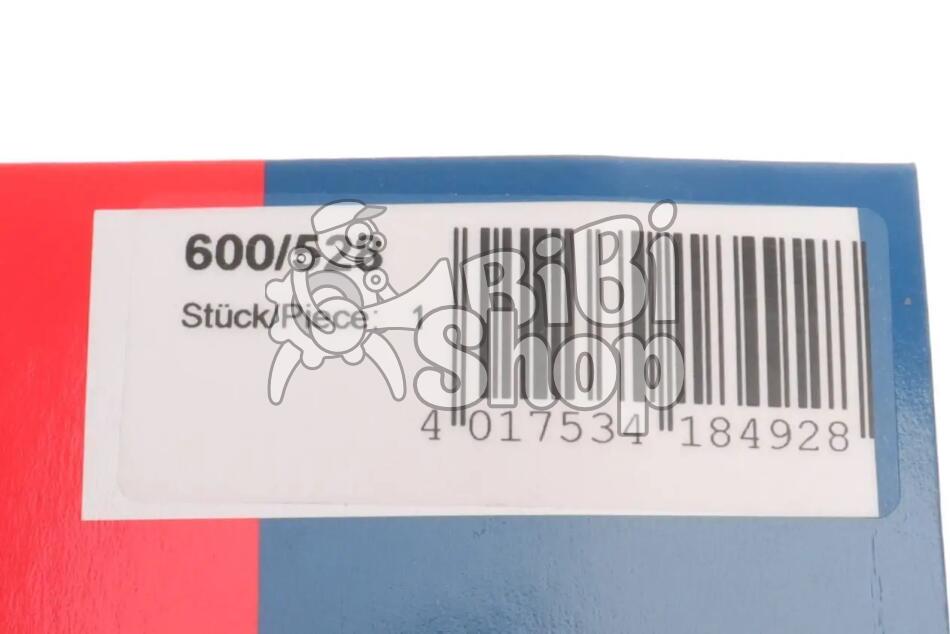 600/528
Stück/Piece: 1
BiBi
Shop
4 017534 184928